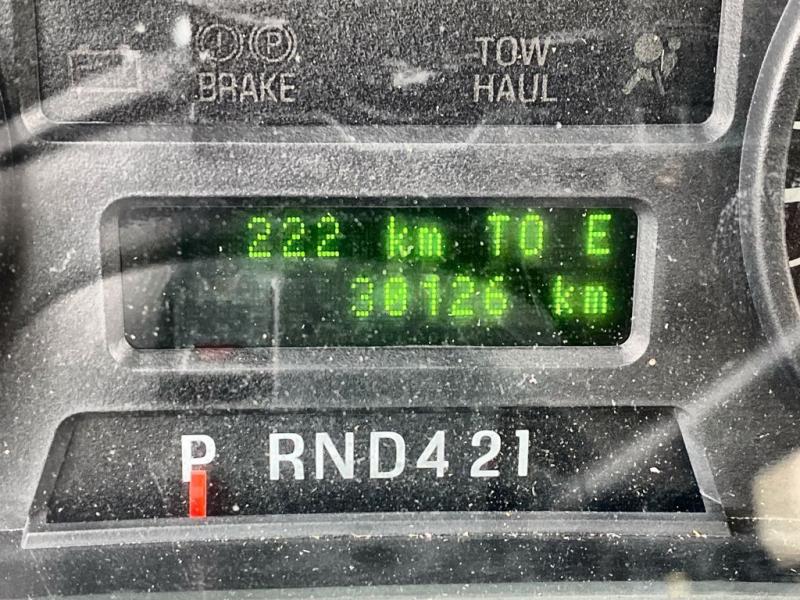 BRAKE
TOW
HAUL
222 km TO E
30126 km
P RND421